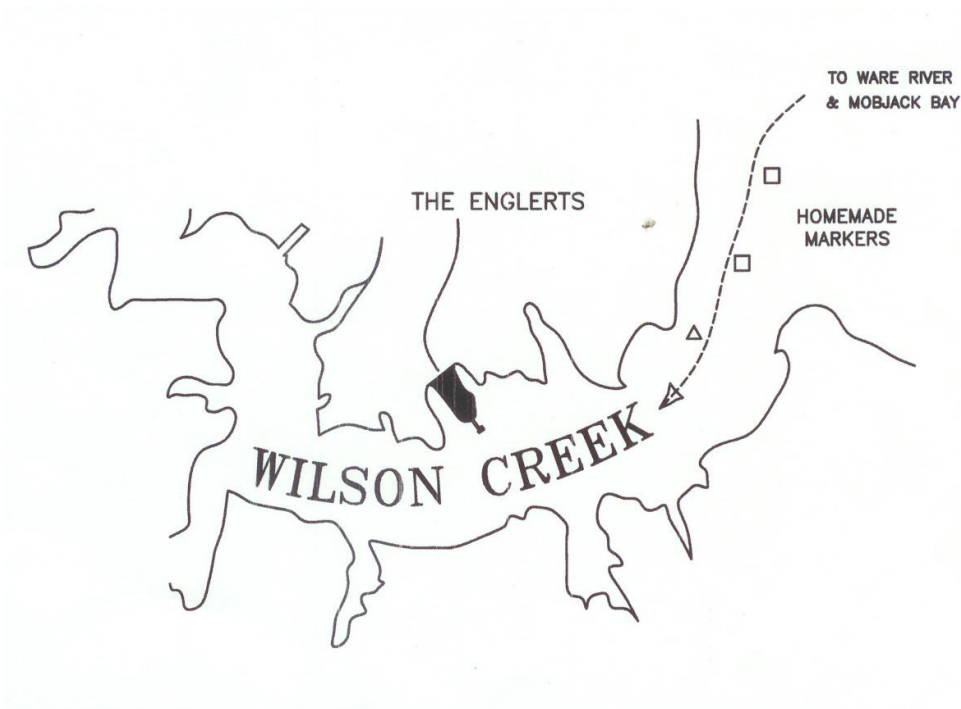 TO WARE RIVER
& MOBJACK BAY
THE ENGLERTS
HOMEMADE
MARKERS
WILSON CREEK